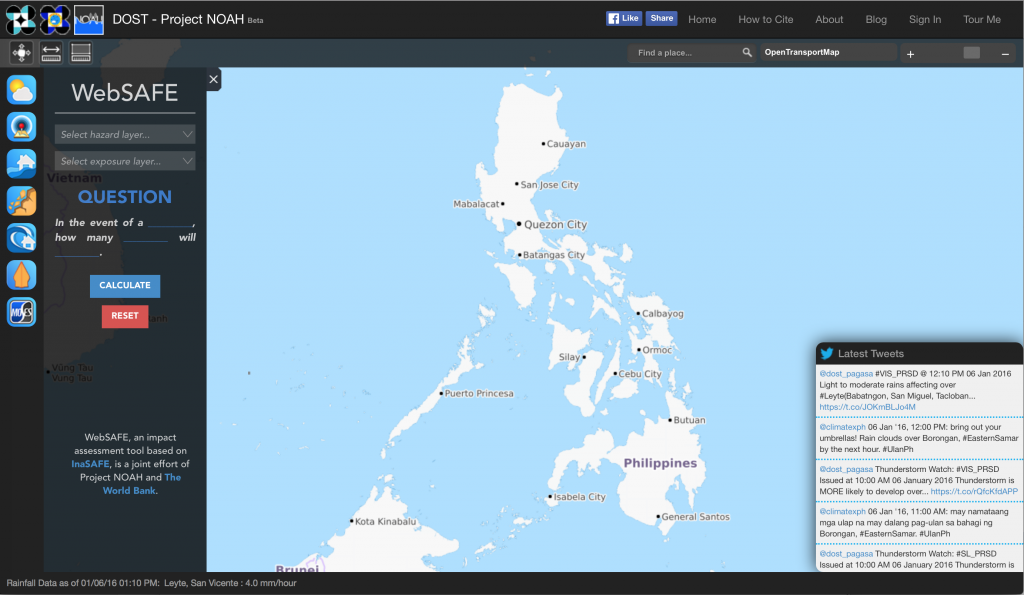 NOAH
DOST - Project NOAH Beta
Like Share Home How to Cite About Blog Sign In Tour Me
Find a place... OpenTransportMap + −
WebSAFE
Select hazard layer...
Select exposure layer...
Vietnam
QUESTION
In the event of a ________,
how many ________ will
________.
CALCULATE
RESET
Vũng Tàu
Vung Tau
WebSAFE, an impact
assessment tool based on
InaSAFE, is a joint effort of
Project NOAH and The
World Bank.
Cauayan
San Jose City
Mabalacat
Quezon City
Batangas City
Calbayog
Ormoc
Silay
Cebu City
Puerto Princesa
Butuan
Philippines
Isabela City
General Santos
Kota Kinabalu
Brunei
Latest Tweets
@dost_pagasa #VIS_PRSD @ 12:10 PM 06 Jan 2016
Light to moderate rains affecting over
#Leyte(Babatngon, San Miguel, Tacloban...
https://t.co/JOKmBLJo4M
@climatexph 06 Jan '16, 12:00 PM: bring out your
umbrellas! Rain clouds over Borongan, #EasternSamar
by the next hour. #UlanPh
@dost_pagasa Thunderstorm Watch: #VIS_PRSD
Issued at 10:00 AM 06 January 2016 Thunderstorm is
MORE likely to develop over... https://t.co/rQfcKfdAPP
@climatexph 06 Jan '16, 11:00 AM: may namataang
mga ulap na may dalang pag-ulan sa bahagi ng
Borongan, #EasternSamar. #UlanPh
@dost_pagasa Thunderstorm Watch: #SL_PRSD
Issued at 10:00 AM 06 January 2016 Thunderstorm is
Rainfall Data as of 01/06/16 01:10 PM: Leyte, San Vicente : 4.0 mm/hour